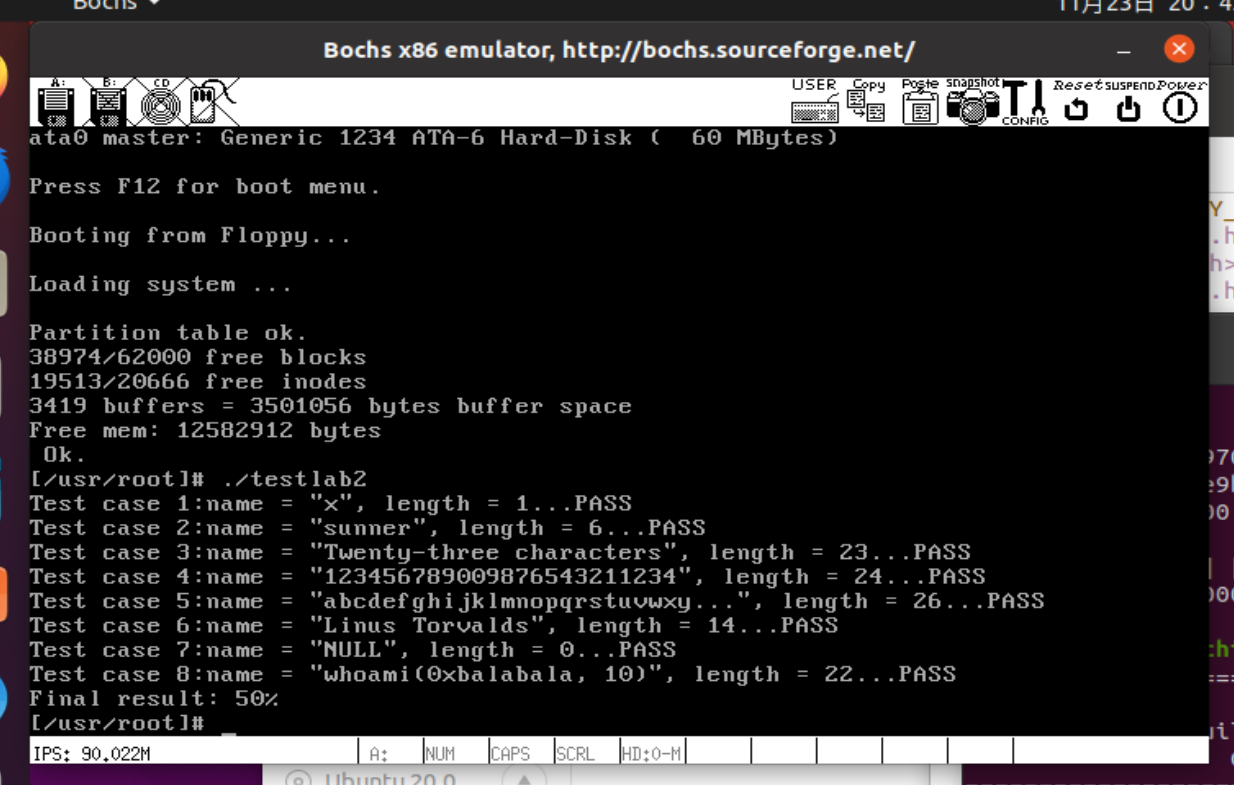 Bochs
11月23日 20：4
Bochs x86 emulator, http://bochs.sourceforge.net/
A: B: CD USER Copy Paste snapshot CONFIG Reset SUSPEND Power
ata0 master: Generic 1234 ATA-6 Hard-Disk (  60 MBytes)
Press F12 for boot menu.
Booting from Floppy...
Loading system ...
Partition table ok.
38974/62000 free blocks
19513/20666 free inodes
3419 buffers = 3501056 bytes buffer space
Free mem: 12582912 bytes
Ok.
[/usr/root]# ./testlab2
Test case 1:name = "x", length = 1...PASS
Test case 2:name = "sunner", length = 6...PASS
Test case 3:name = "Twenty-three characters", length = 23...PASS
Test case 4:name = "123456789009876543211234", length = 24...PASS
Test case 5:name = "abcdefghijklmnopqrstuvwxy...", length = 26...PASS
Test case 6:name = "Linus Torvalds", length = 14...PASS
Test case 7:name = "NULL", length = 0...PASS
Test case 8:name = "whoami(0xbalabala, 10)", length = 22...PASS
Final result: 50%
[/usr/root]# _
IPS: 90.022M A: NUM CAPS SCRL HD:0-M
Ubuntu 20.0